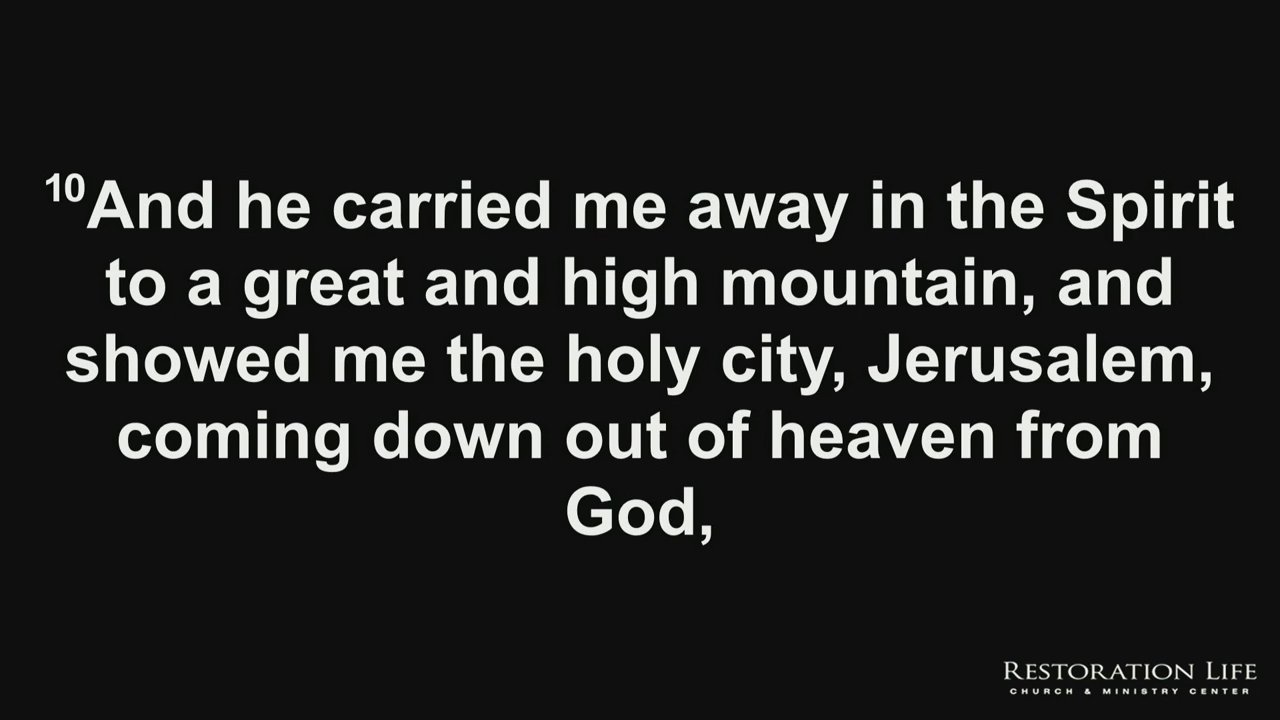 10And he carried me away in the Spirit
to a great and high mountain, and
showed me the holy city, Jerusalem,
coming down out of heaven from
God,
RESTORATION LIFE
CHURCH & MINISTRY CENTER